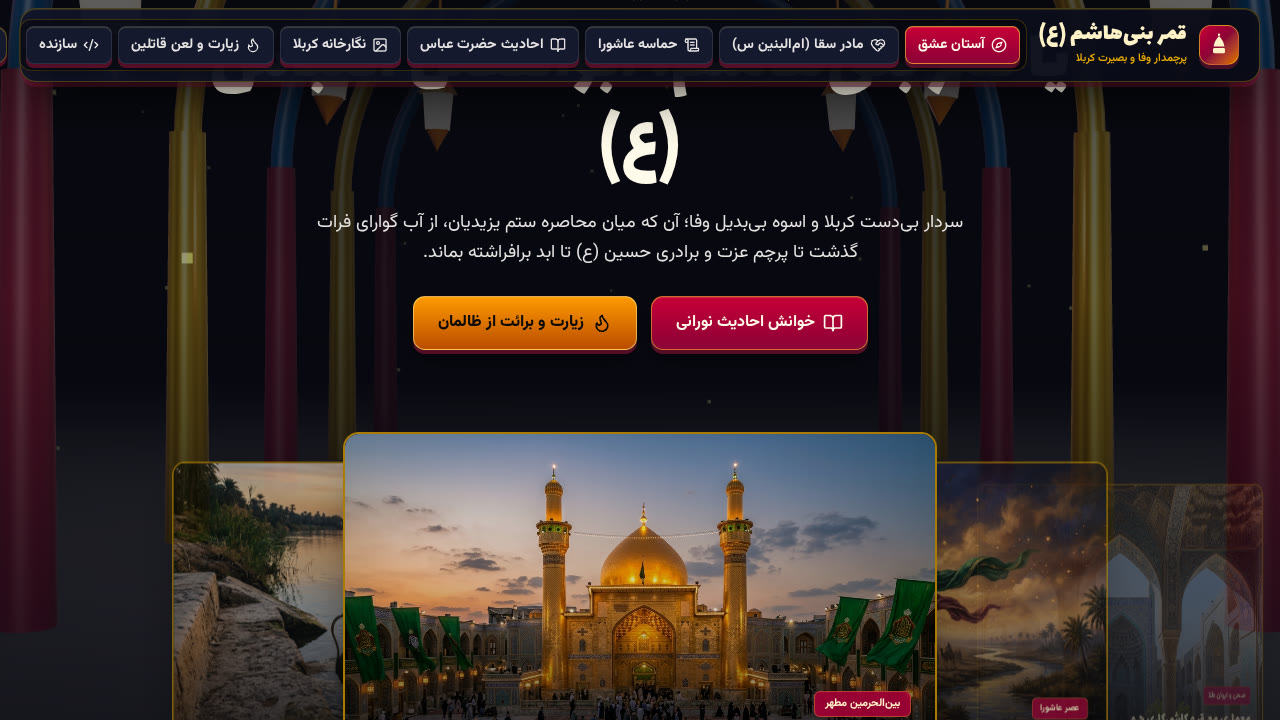 قمر بنی‌هاشم (ع)
پرچمدار وفا و بصیرت کربلا
آستان عشق
مادر سقا (ام‌البنین س)
حماسه عاشورا
احادیث حضرت عباس
نگارخانه کربلا
زیارت و لعن قاتلین
سازنده
(ع)
سردار بی‌دست کربلا و اسوه بی‌بدیل وفا؛ آن که میان محاصره ستم یزیدیان، از آب گوارای فرات
گذشت تا پرچم عزت و برادری حسین (ع) تا ابد برافراشته بماند.
خوانش احادیث نورانی
زیارت و برائت از ظالمان
بین‌الحرمین مطهر
عصر عاشورا
صحن و ایوان طلا